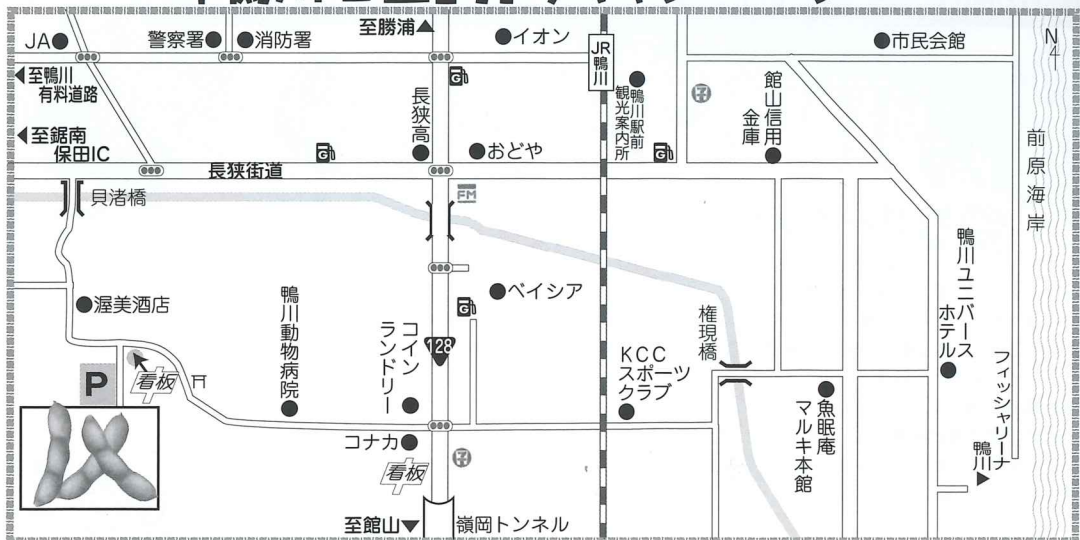 JA
警察署
消防署
至勝浦
イオン
JR
鴨川
市民会館
N
4
至鴨川
有料道路
至鋸南
保田IC
長狭高
おどや
鴨川駅前
観光案内所
館山信用
金庫
前原海岸
長狭街道
貝渚橋
FM
渥美酒店
鴨川動物病院
コイン
ランドリー
128
ベイシア
権現橋
鴨川ユニバース
ホテル
KCC
スポーツ
クラブ
フィッシャリーナ
鴨川
P
看板
魚眠庵
マルキ本館
コナカ
看板
至館山
嶺岡トンネル